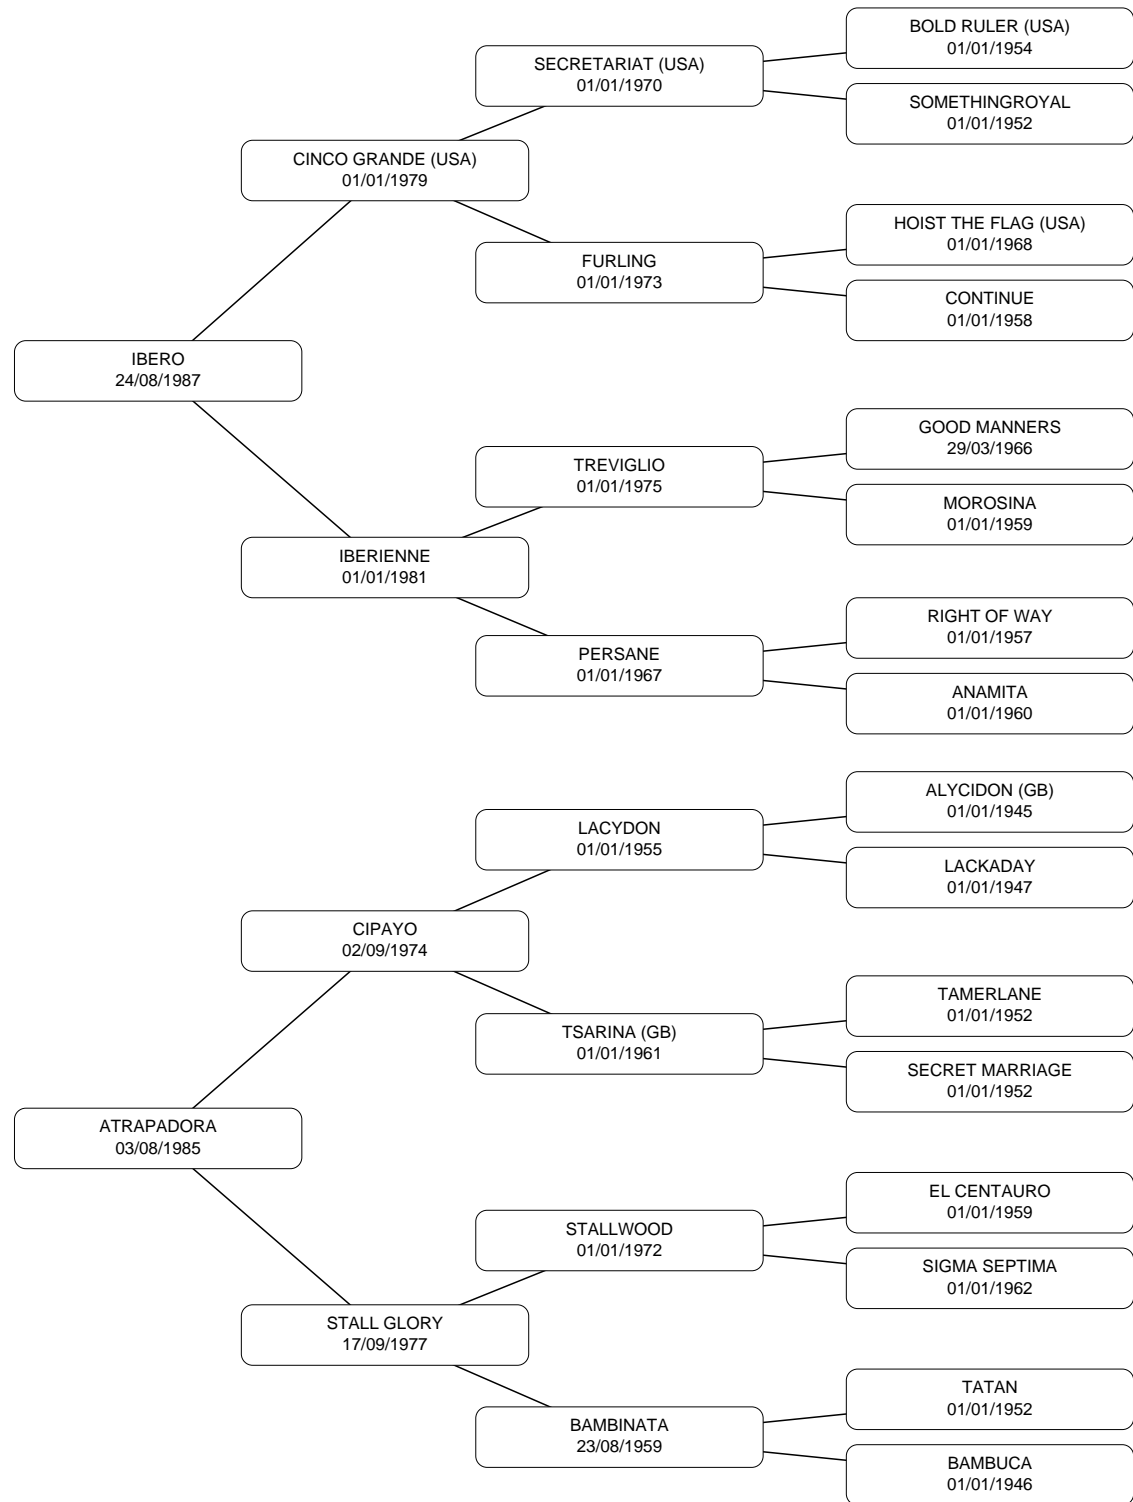 BOLD RULER (USA)
01/01/1954
SECRETARIAT (USA)
01/01/1970
SOMETHINGROYAL
01/01/1952
CINCO GRANDE (USA)
01/01/1979
HOIST THE FLAG (USA)
01/01/1968
FURLING
01/01/1973
CONTINUE
01/01/1958
IBERO
24/08/1987
GOOD MANNERS
29/03/1966
TREVIGLIO
01/01/1975
MOROSINA
01/01/1959
IBERIENNE
01/01/1981
RIGHT OF WAY
01/01/1957
PERSANE
01/01/1967
ANAMITA
01/01/1960
ALYCIDON (GB)
01/01/1945
LACYDON
01/01/1955
LACKADAY
01/01/1947
CIPAYO
02/09/1974
TAMERLANE
01/01/1952
TSARINA (GB)
01/01/1961
SECRET MARRIAGE
01/01/1952
ATRAPADORA
03/08/1985
EL CENTAURO
01/01/1959
STALLWOOD
01/01/1972
SIGMA SEPTIMA
01/01/1962
STALL GLORY
17/09/1977
TATAN
01/01/1952
BAMBINATA
23/08/1959
BAMBUCA
01/01/1946